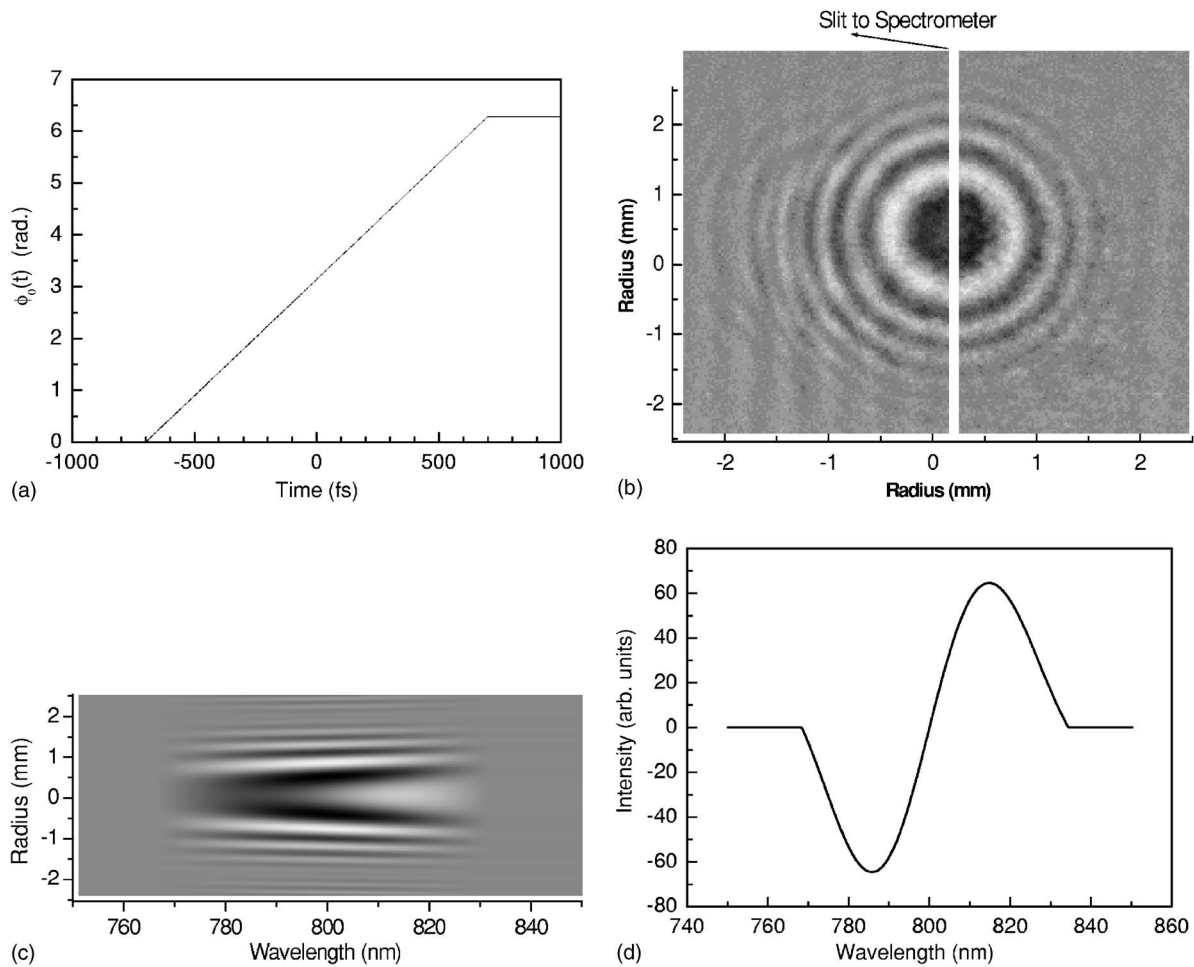 Slit to Spectrometer
7
6
5
4
3
2
1
0
ϕ₀(t) (rad.)
-1000 -500 0 500 1000
Time (fs)
(a)
2
1
0
-1
-2
Radius (mm)
-2 -1 0 1 2
Radius (mm)
(b)
2
1
0
-1
-2
Radius (mm)
760 780 800 820 840
Wavelength (nm)
(c)
80
60
40
20
0
-20
-40
-60
-80
Intensity (arb. units)
740 760 780 800 820 840 860
Wavelength (nm)
(d)